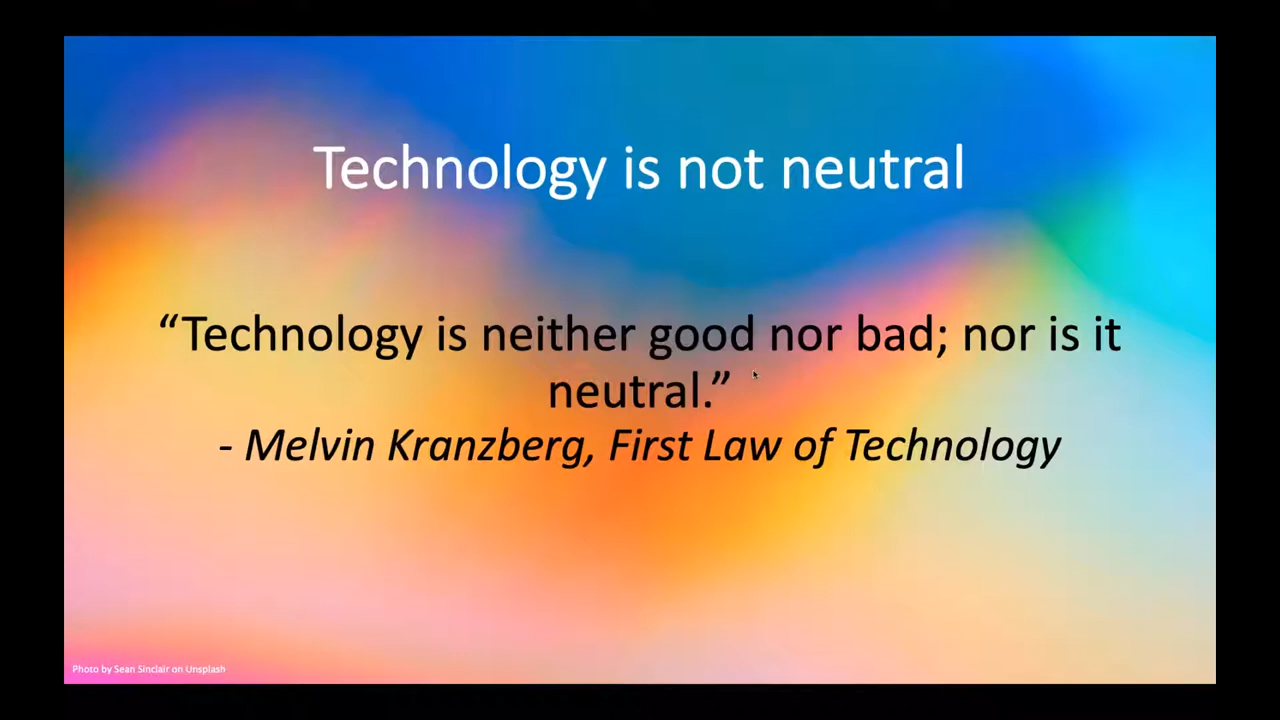 Technology is not neutral
“Technology is neither good nor bad; nor is it
neutral.”
- Melvin Kranzberg, First Law of Technology
Photo by Sean Sinclair on Unsplash